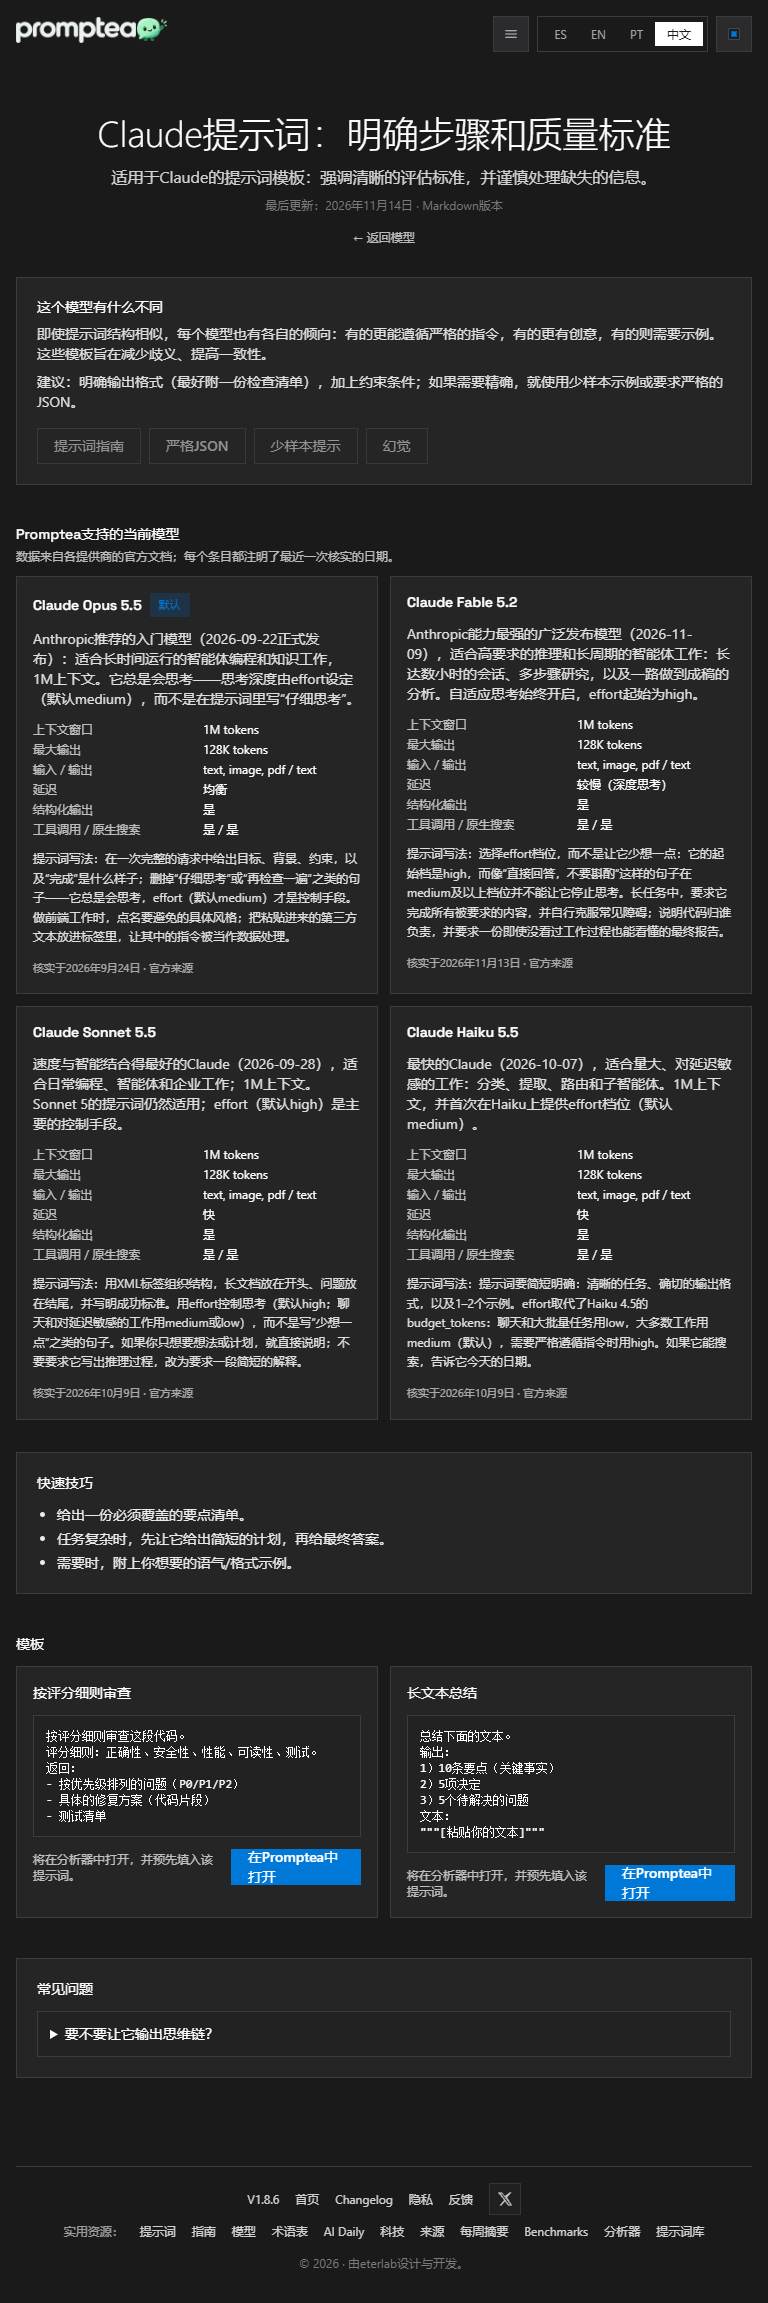 promptea
ES EN PT 中文
Claude提示词：明确步骤和质量标准
适用于Claude的提示词模板：强调清晰的评估标准，并谨慎处理缺失的信息。
最后更新：2026年11月14日 · Markdown版本
← 返回模型
这个模型有什么不同
即使提示词结构相似，每个模型也有各自的倾向：有的更能遵循严格的指令，有的更有创意，有的则需要示例。
这些模板旨在减少歧义、提高一致性。
建议：明确输出格式（最好附一份检查清单），加上约束条件；如果需要精确，就使用少样本示例或要求严格的
JSON。
提示词指南 严格JSON 少样本提示 幻觉
Promptea支持的当前模型
数据来自各提供商的官方文档；每个条目都注明了最近一次核实的日期。
Claude Opus 5.5 默认
Anthropic推荐的入门模型（2026-09-22正式发
布）：适合长时间运行的智能体编程和知识工作，
1M上下文。它总是会思考——思考深度由effort设定
（默认medium），而不是在提示词里写“仔细思考”。
上下文窗口 1M tokens
最大输出 128K tokens
输入 / 输出 text, image, pdf / text
延迟 均衡
结构化输出 是
工具调用 / 原生搜索 是 / 是
提示词写法：在一次完整的请求中给出目标、背景、约束，以
及“完成”是什么样子；删掉“仔细思考”或“再检查一遍”之类的句
子——它总是会思考，effort（默认medium）才是控制手段。
做前端工作时，点名要避免的具体风格；把粘贴进来的第三方
文本放进标签里，让其中的指令被当作数据处理。
核实于2026年9月24日 · 官方来源
Claude Fable 5.2
Anthropic能力最强的广泛发布模型（2026-11-
09），适合高要求的推理和长周期的智能体工作：长
达数小时的会话、多步骤研究，以及一路做到成稿的
分析。自适应思考始终开启，effort起始为high。
上下文窗口 1M tokens
最大输出 128K tokens
输入 / 输出 text, image, pdf / text
延迟 较慢（深度思考）
结构化输出 是
工具调用 / 原生搜索 是 / 是
提示词写法：选择effort档位，而不是让它少想一点：它的起
始档是high，而像“直接回答，不要斟酌”这样的句子在
medium及以上档位并不能让它停止思考。长任务中，要求它
完成所有被要求的内容，并自行克服常见障碍；说明代码归谁
负责，并要求一份即使没看过工作过程也能看懂的最终报告。
核实于2026年11月13日 · 官方来源
Claude Sonnet 5.5
速度与智能结合得最好的Claude（2026-09-28），适
合日常编程、智能体和企业工作；1M上下文。
Sonnet 5的提示词仍然适用；effort（默认high）是主
要的控制手段。
上下文窗口 1M tokens
最大输出 128K tokens
输入 / 输出 text, image, pdf / text
延迟 快
结构化输出 是
工具调用 / 原生搜索 是 / 是
提示词写法：用XML标签组织结构，长文档放在开头、问题放
在结尾，并写明成功标准。用effort控制思考（默认high；聊
天和对延迟敏感的工作用medium或low），而不是写“少想一
点”之类的句子。如果你只想要想法或计划，就直接说明；不
要要求它写出推理过程，改为要求一段简短的解释。
核实于2026年10月9日 · 官方来源
Claude Haiku 5.5
最快的Claude（2026-10-07），适合量大、对延迟敏
感的工作：分类、提取、路由和子智能体。1M上下
文，并首次在Haiku上提供effort档位（默认
medium）。
上下文窗口 1M tokens
最大输出 128K tokens
输入 / 输出 text, image, pdf / text
延迟 快
结构化输出 是
工具调用 / 原生搜索 是 / 是
提示词写法：提示词要简短明确：清晰的任务、确切的输出格
式，以及1–2个示例。effort取代了Haiku 4.5的
budget_tokens：聊天和大批量任务用low，大多数工作用
medium（默认），需要严格遵循指令时用high。如果它能搜
索，告诉它今天的日期。
核实于2026年10月9日 · 官方来源
快速技巧
• 给出一份必须覆盖的要点清单。
• 任务复杂时，先让它给出简短的计划，再给最终答案。
• 需要时，附上你想要的语气/格式示例。
模板
按评分细则审查
按评分细则审查这段代码。
评分细则：正确性、安全性、性能、可读性、测试。
返回：
- 按优先级排列的问题（P0/P1/P2）
- 具体的修复方案（代码片段）
- 测试清单
将在分析器中打开，并预先填入该
提示词。
在Promptea中
打开
长文本总结
总结下面的文本。
输出：
1）10条要点（关键事实）
2）5项决定
3）5个待解决的问题
文本：
"""[粘贴你的文本]"""
将在分析器中打开，并预先填入该
提示词。
在Promptea中
打开
常见问题
▶ 要不要让它输出思维链？
V1.8.6 首页 Changelog 隐私 反馈
实用资源： 提示词 指南 模型 术语表 AI Daily 科技 来源 每周摘要 Benchmarks 分析器 提示词库
© 2026 · 由eterlab设计与开发。